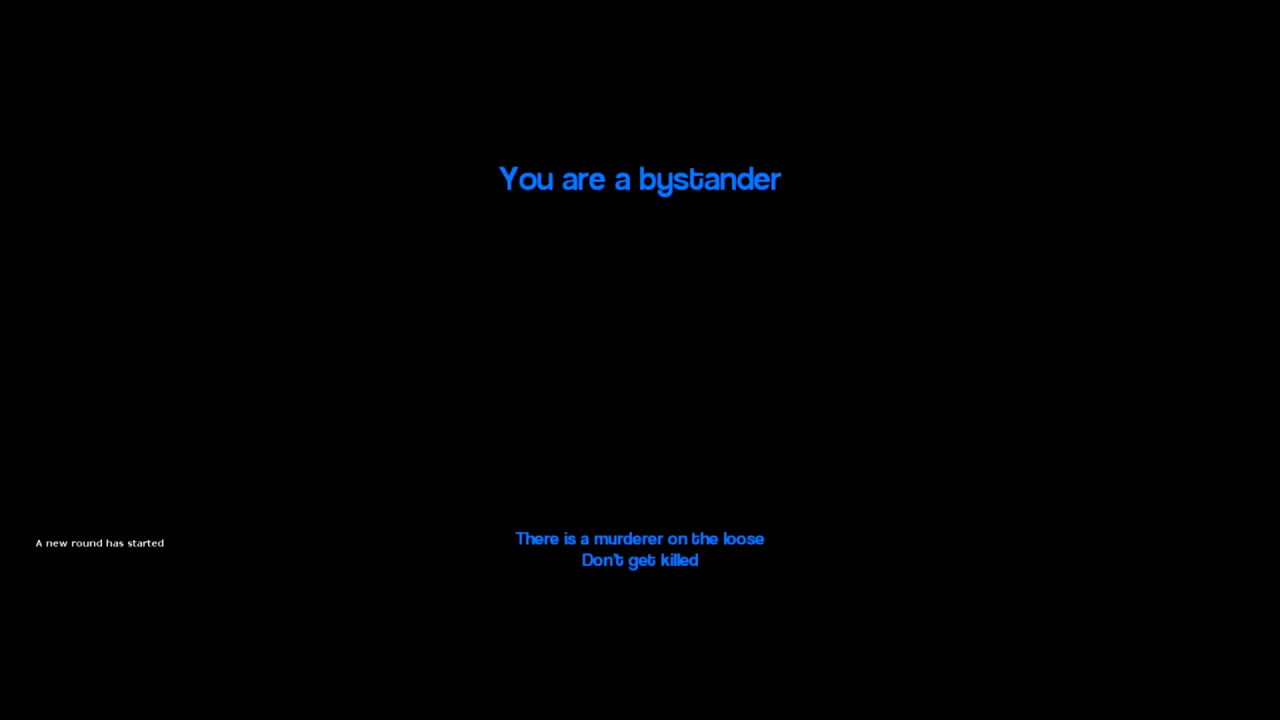 You are a bystander
There is a murderer on the loose
Don't get killed
A new round has started